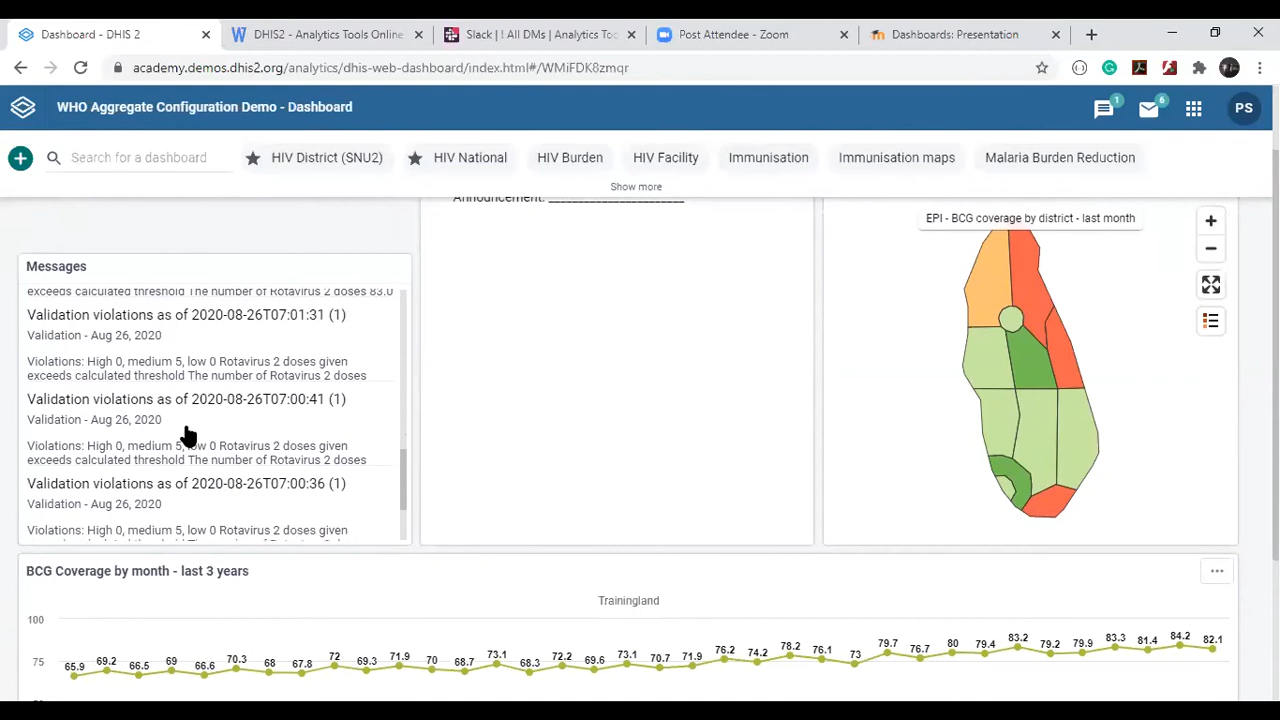 Dashboard - DHIS 2
DHIS2 - Analytics Tools Online
Slack | ! All DMs | Analytics Too
Post Attendee - Zoom
Dashboards: Presentation
academy.demos.dhis2.org/analytics/dhis-web-dashboard/index.html#/WMiFDK8zmqr
WHO Aggregate Configuration Demo - Dashboard
1
6
PS
Search for a dashboard
HIV District (SNU2)
HIV National
HIV Burden
HIV Facility
Immunisation
Immunisation maps
Malaria Burden Reduction
Show more
Messages
exceeds calculated threshold The number of Rotavirus 2 doses 83.0
Validation violations as of 2020-08-26T07:01:31 (1)
Validation - Aug 26, 2020
Violations: High 0, medium 5, low 0 Rotavirus 2 doses given
exceeds calculated threshold The number of Rotavirus 2 doses
Validation violations as of 2020-08-26T07:00:41 (1)
Validation - Aug 26, 2020
Violations: High 0, medium 5, low 0 Rotavirus 2 doses given
exceeds calculated threshold The number of Rotavirus 2 doses
Validation violations as of 2020-08-26T07:00:36 (1)
Validation - Aug 26, 2020
Violations: High 0, medium 5, low 0 Rotavirus 2 doses given
Announcement: ______________________
EPI - BCG coverage by district - last month
BCG Coverage by month - last 3 years
Trainingland
100
75
65.9 69.2 66.5 69 66.6 70.3 68 67.8 72 69.3 71.9 70 68.7 73.1 68.3 72.2 69.6 73.1 70.7 71.9 76.2 74.2 78.2 76.1 73 79.7 76.7 80 79.4 83.2 79.2 79.9 83.3 81.4 84.2 82.1